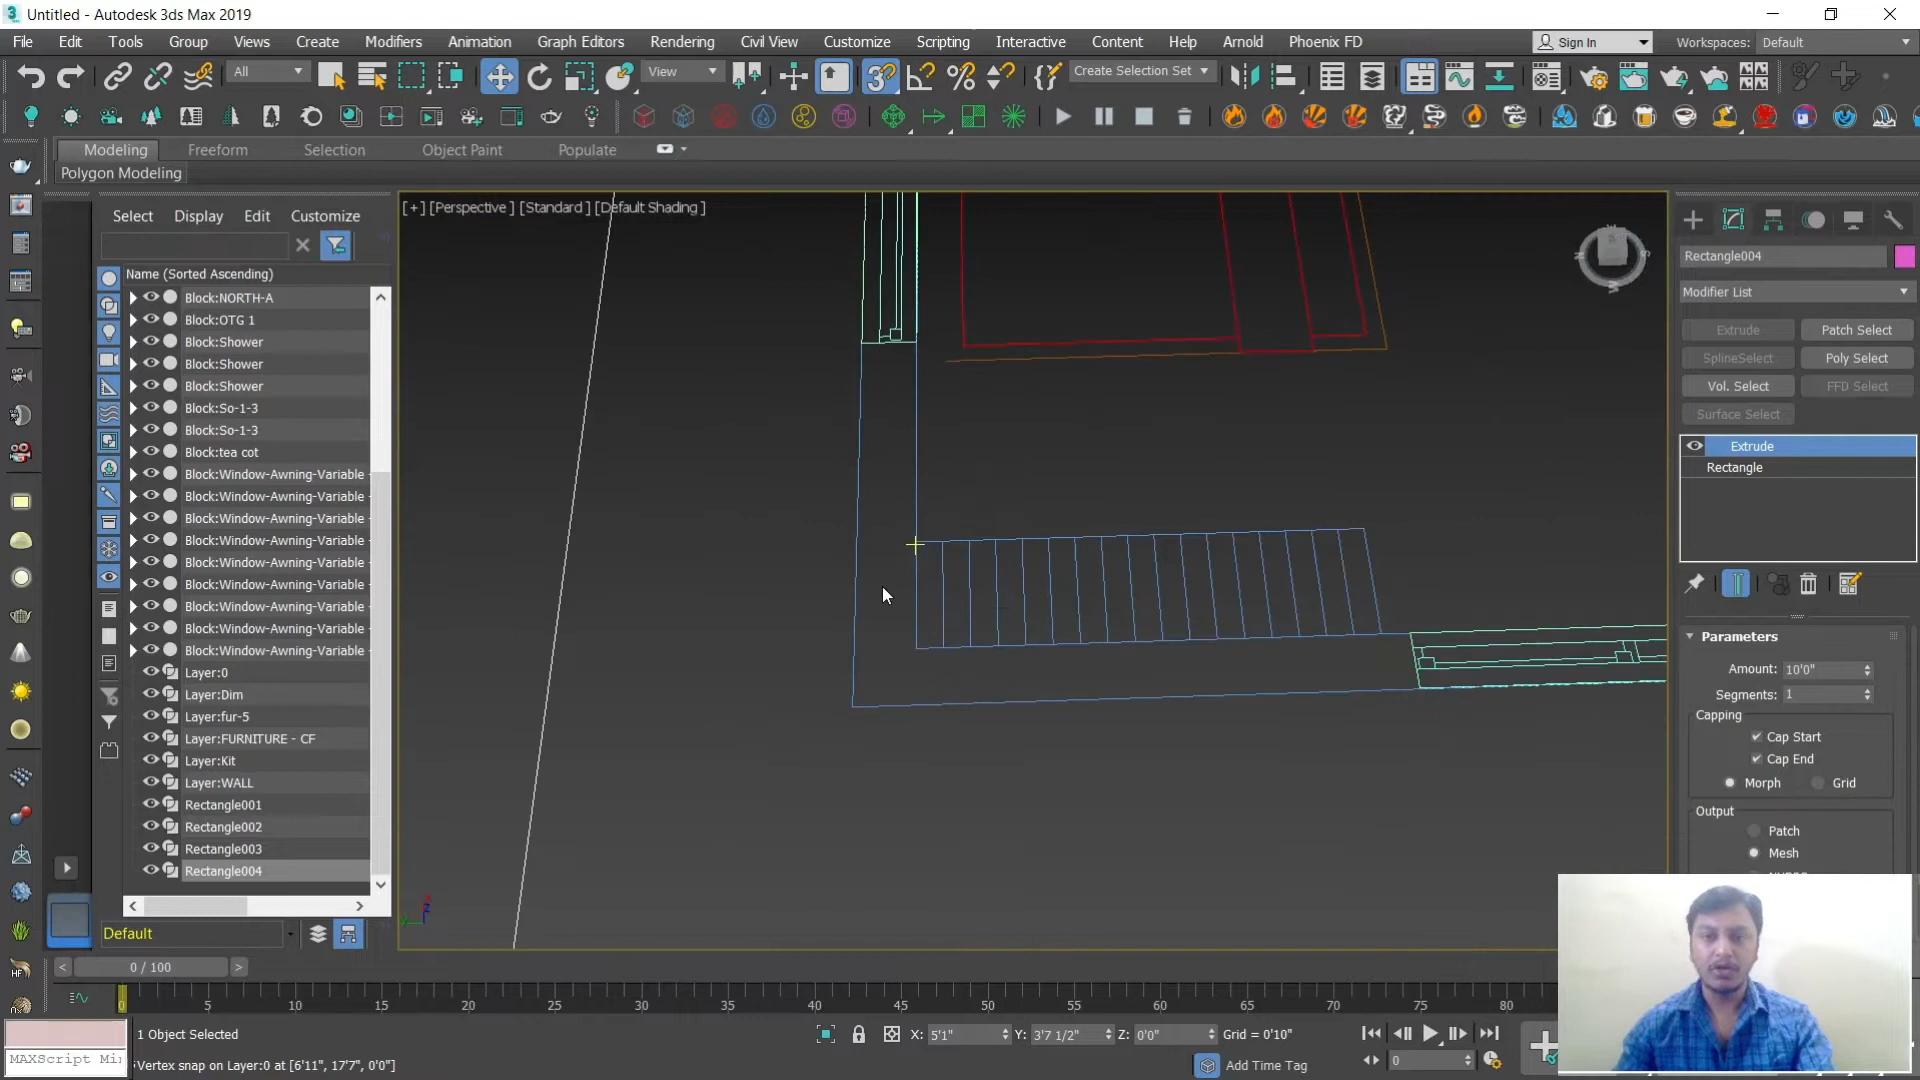 Untitled - Autodesk 3ds Max 2019
File Edit Tools Group Views Create Modifiers Animation Graph Editors Rendering Civil View Customize Scripting Interactive Content Help Arnold Phoenix FD Sign In Workspaces: Default
All View Create Selection Set
Modeling Freeform Selection Object Paint Populate
Polygon Modeling
Select Display Edit Customize
[+] [Perspective ] [Standard ] [Default Shading ]
Name (Sorted Ascending)
Block:NORTH-A
Block:OTG 1
Block:Shower
Block:Shower
Block:Shower
Block:So-1-3
Block:So-1-3
Block:tea cot
Block:Window-Awning-Variable -
Block:Window-Awning-Variable -
Block:Window-Awning-Variable -
Block:Window-Awning-Variable -
Block:Window-Awning-Variable -
Block:Window-Awning-Variable -
Block:Window-Awning-Variable -
Block:Window-Awning-Variable -
Block:Window-Awning-Variable -
Layer:0
Layer:Dim
Layer:fur-5
Layer:FURNITURE - CF
Layer:Kit
Layer:WALL
Rectangle001
Rectangle002
Rectangle003
Rectangle004
Default
Rectangle004
Modifier List
Extrude Patch Select
SplineSelect Poly Select
Vol. Select FFD Select
Surface Select
Extrude
Rectangle
Parameters
Amount: 10'0"
Segments: 1
Capping
Cap Start
Cap End
Morph Grid
Output
Patch
Mesh
0 / 100
0 5 10 15 20 25 30 35 40 45 50 55 60 65 70 75 80
1 Object Selected X: 5'1" Y: 3'7 1/2" Z: 0'0" Grid = 0'10"
MAXScript Mi
Vertex snap on Layer:0 at [6'11", 17'7", 0'0"] Add Time Tag 0